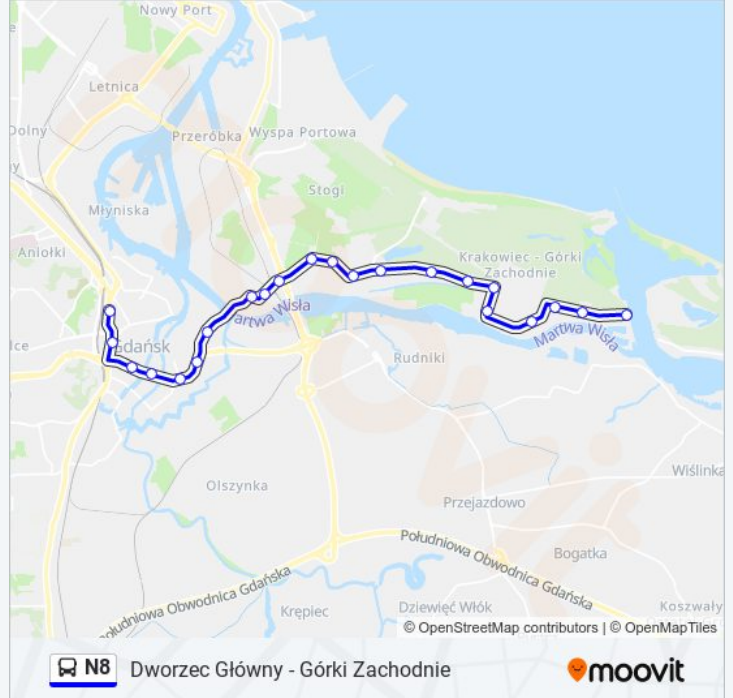 Nowy Port
Letnica
Dolny
Przeróbka
Wyspa Portowa
Stogi
Młyniska
Aniołki
Krakowiec - Górki
Zachodnie
Martwa Wisła
Gdańsk
Martwa Wisła
lce
Rudniki
Wiślinka
Olszynka
Przejazdowo
Południowa Obwodnica Gdańska
Bogatka
Południowa Obwodnica Gdańska
Krępiec
Dziewięć Włók
Koszwały
© OpenStreetMap contributors | © OpenMapTiles
N8 Dworzec Główny - Górki Zachodnie
moovit